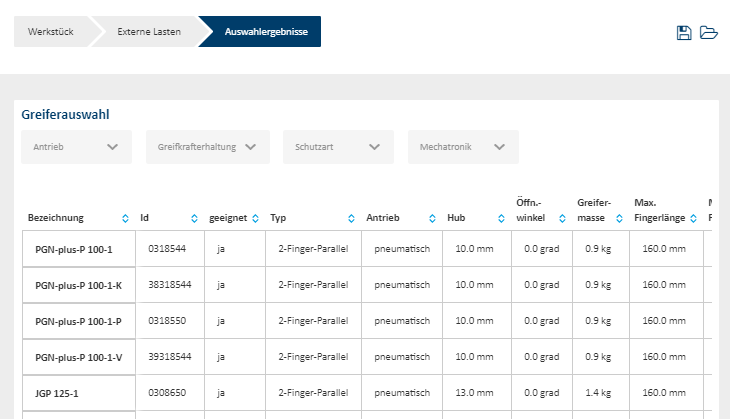 Werkstück Externe Lasten Auswahlergebnisse
Greiferauswahl
Antrieb Greifkrafterhaltung Schutzart Mechatronik
Öffn.- Greifer- Max.
Bezeichnung Id geeignet Typ Antrieb Hub winkel masse Fingerlänge
PGN-plus-P 100-1 0318544 ja 2-Finger-Parallel pneumatisch 10.0 mm 0.0 grad 0.9 kg 160.0 mm
PGN-plus-P 100-1-K 38318544 ja 2-Finger-Parallel pneumatisch 10.0 mm 0.0 grad 0.9 kg 160.0 mm
PGN-plus-P 100-1-P 0318550 ja 2-Finger-Parallel pneumatisch 10.0 mm 0.0 grad 0.9 kg 160.0 mm
PGN-plus-P 100-1-V 39318544 ja 2-Finger-Parallel pneumatisch 10.0 mm 0.0 grad 0.9 kg 160.0 mm
JGP 125-1 0308650 ja 2-Finger-Parallel pneumatisch 13.0 mm 0.0 grad 1.4 kg 160.0 mm